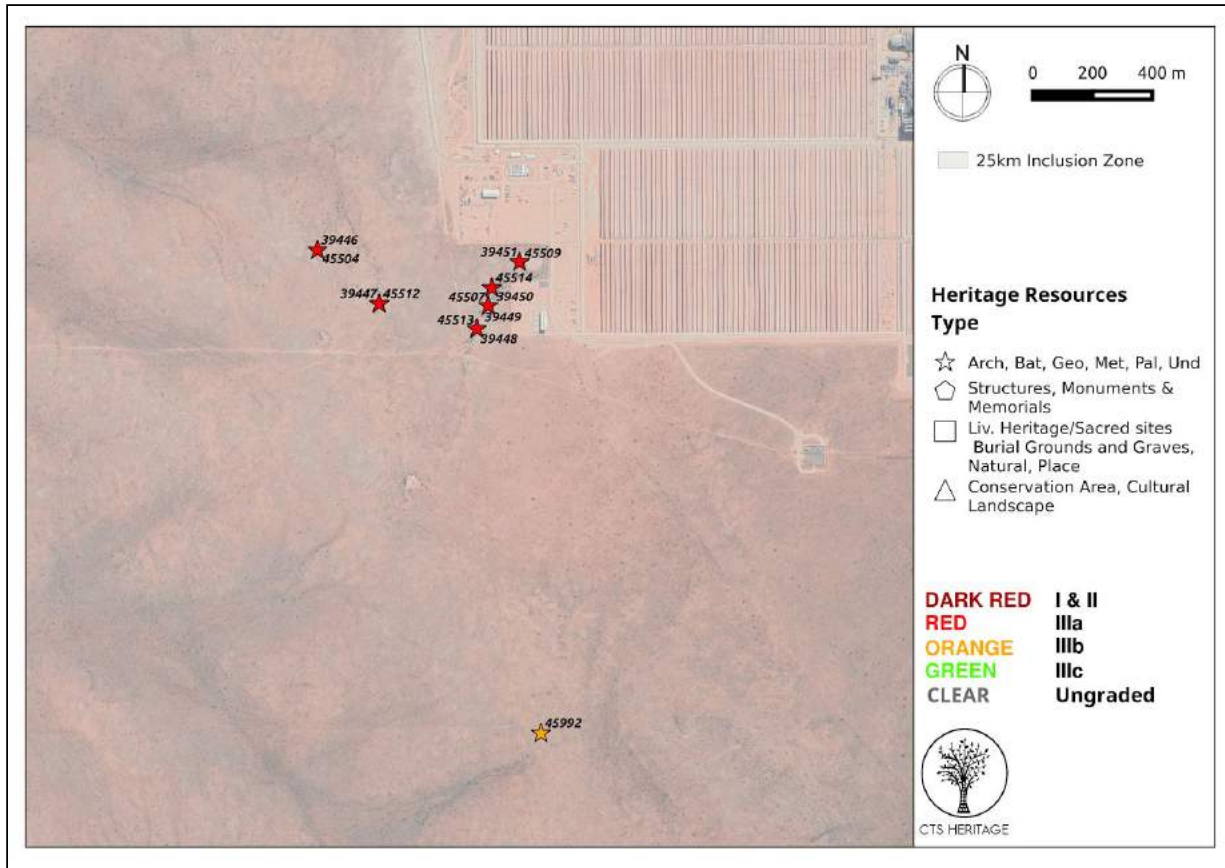 N
0 200 400 m
25km Inclusion Zone
39446
45504
39451 45509
45514
39447 45512
45507 39450
39449
45513
39448
45992
Heritage Resources
Type
Arch, Bat, Geo, Met, Pal, Und
Structures, Monuments &
Memorials
Liv. Heritage/Sacred sites
Burial Grounds and Graves,
Natural, Place
Conservation Area, Cultural
Landscape
DARK RED I & II
RED IIIa
ORANGE IIIb
GREEN IIIc
CLEAR Ungraded
CTS HERITAGE